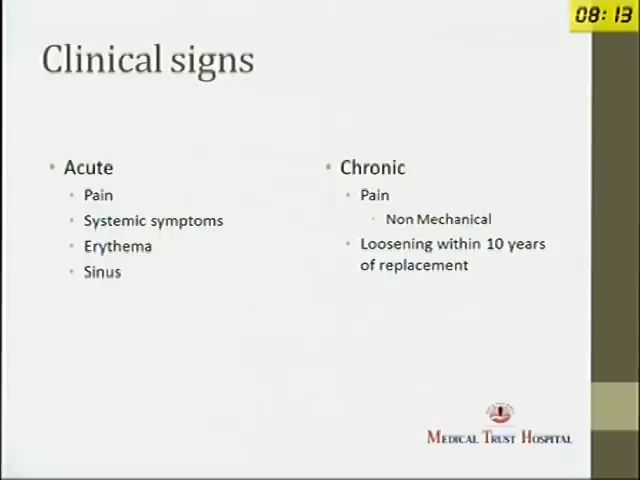 08:13
Clinical signs
• Acute
• Pain
• Systemic symptoms
• Erythema
• Sinus
• Chronic
• Pain
• Non Mechanical
• Loosening within 10 years
of replacement
MEDICAL TRUST HOSPITAL